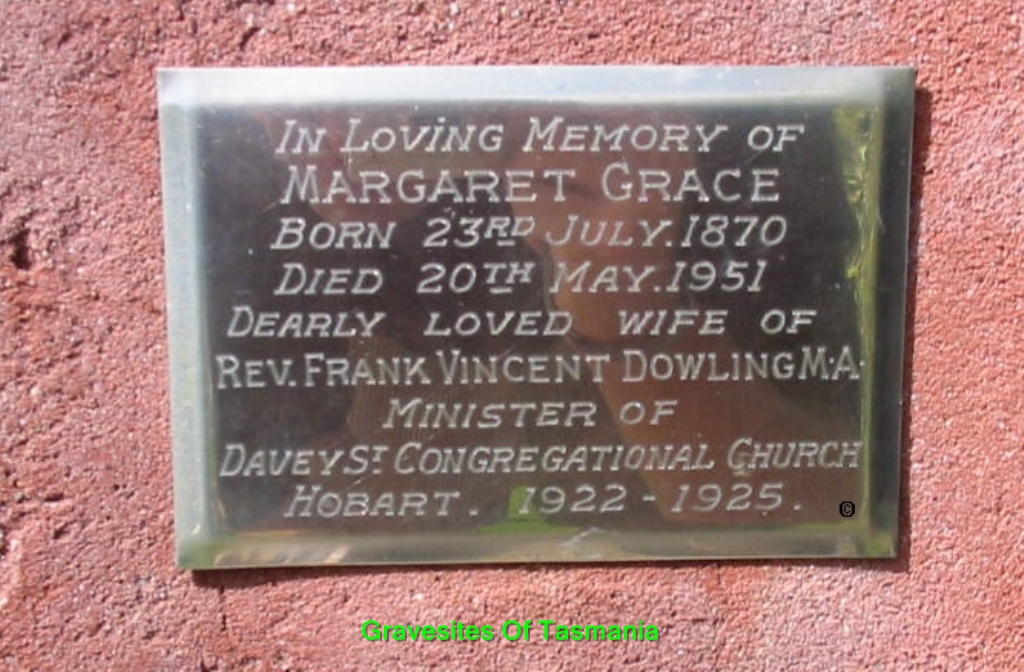 IN LOVING MEMORY OF
MARGARET GRACE
BORN 23RD JULY.1870
DIED 20TH MAY.1951
DEARLY LOVED WIFE OF
REV. FRANK VINCENT DOWLING M.A.
MINISTER OF
DAVEY ST CONGREGATIONAL CHURCH
HOBART. 1922 - 1925.
©
Gravesites Of Tasmania